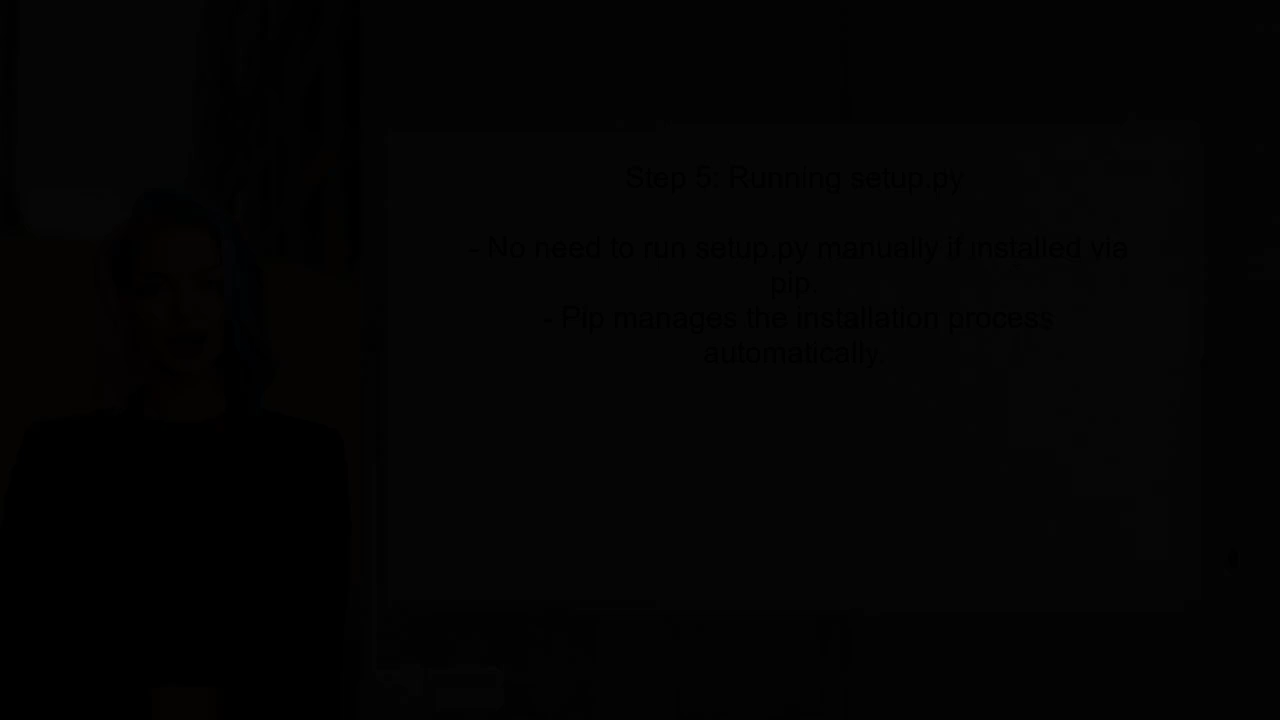 Step 5: Running setup.py
- No need to run setup.py manually if installed via
pip.
- Pip manages the installation process
automatically.